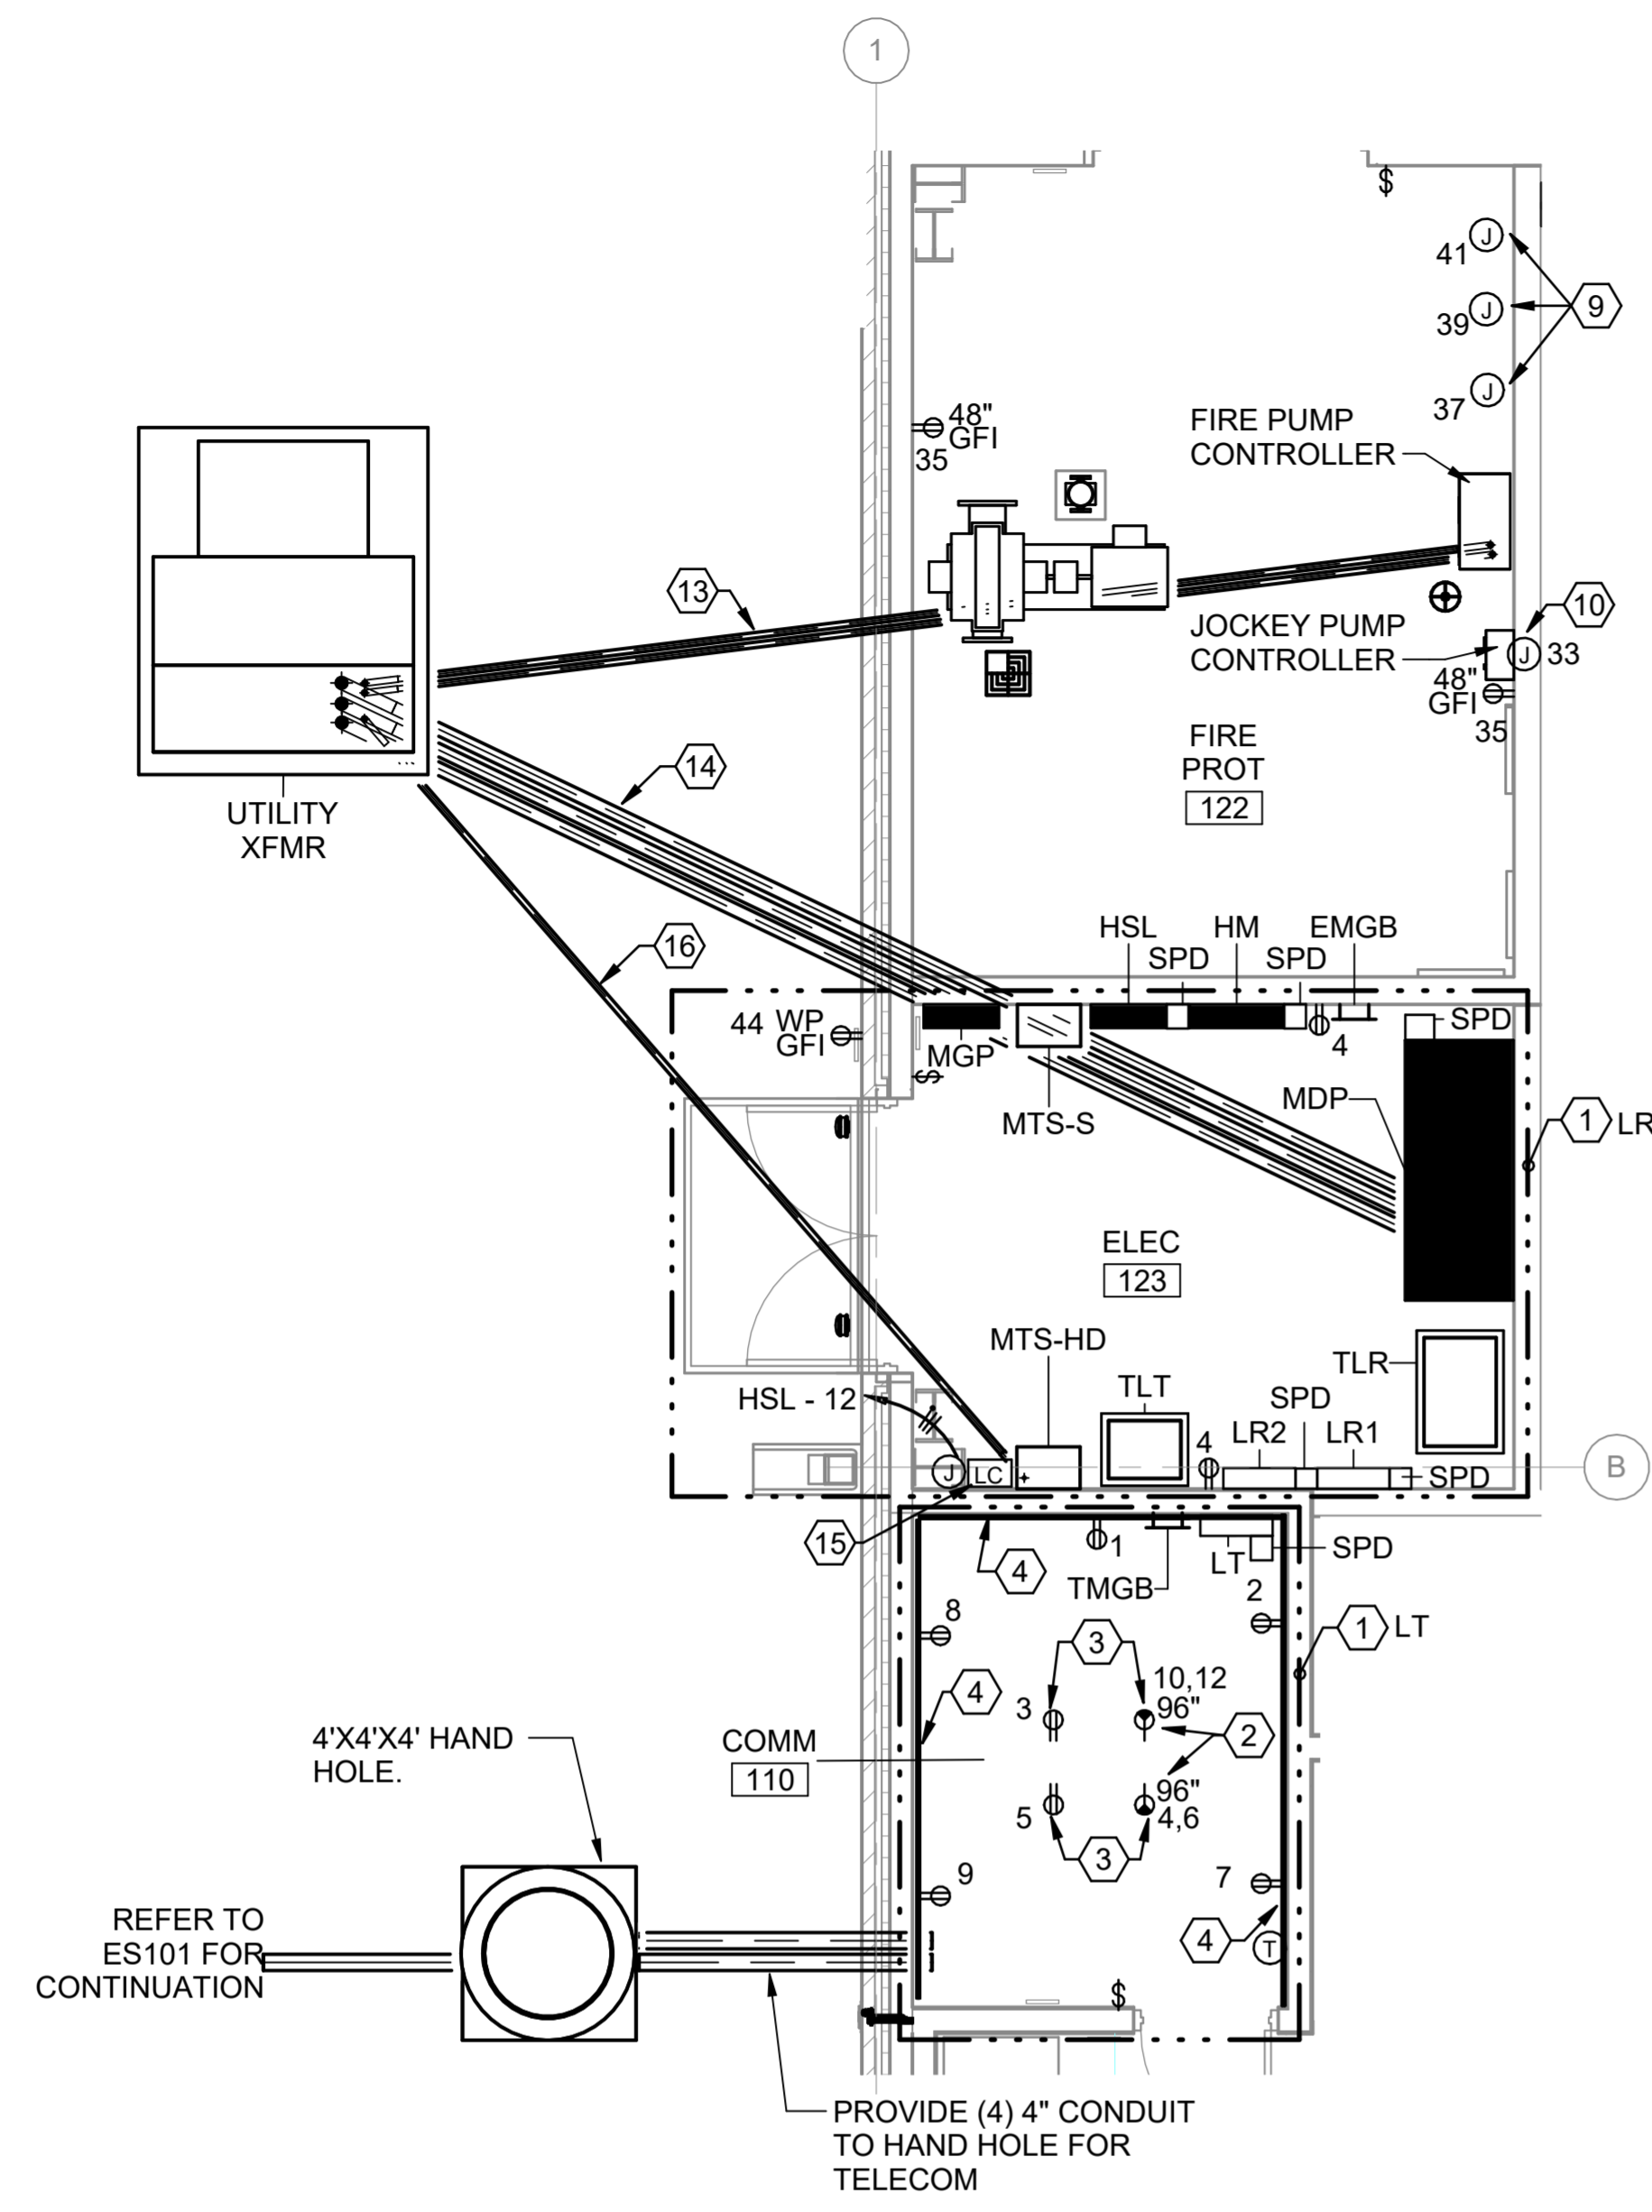 1
$
41 J
39 J
9
37 J
48"
GFI
35
FIRE PUMP
CONTROLLER
13
10
JOCKEY PUMP
CONTROLLER
J 33
48"
GFI
35
14
FIRE
PROT
122
UTILITY
XFMR
16
HSL
HM
EMGB
SPD
SPD
44 WP
GFI
MGP
$
4
SPD
MDP
MTS-S
1 LR
ELEC
123
MTS-HD
TLR
TLT
HSL - 12
SPD
4
LR2
LR1
J
LC
SPD
B
15
4
1
LT
SPD
TMGB
2
8
1 LT
3
10,12
96"
4
3
2
4'X4'X4' HAND
HOLE.
COMM
110
96"
4,6
5
3
9
7
4
T
REFER TO
ES101 FOR
CONTINUATION
$
PROVIDE (4) 4" CONDUIT
TO HAND HOLE FOR
TELECOM